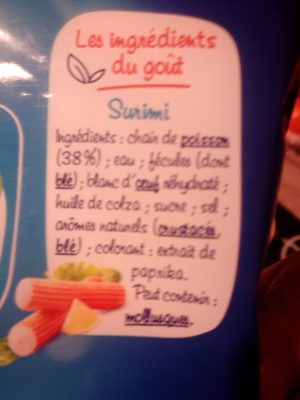 Les ingrédients
du goût
Surimi
Ingrédients : chair de poisson
(38%) ; eau ; fécules (dont
blé) ; blanc d'œuf réhydraté ;
huile de colza ; sucre ; sel ;
arômes naturels (crustacés,
blé) ; colorant : extrait de
paprika.
Peut contenir :
mollusques.